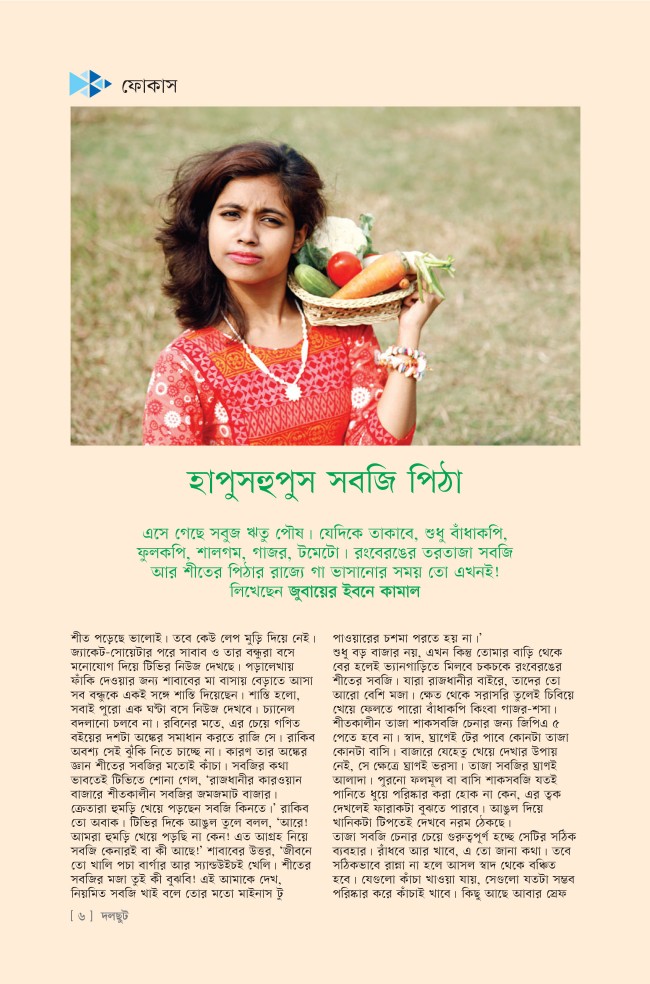 ফোকাস
হাপুসহুপুস সবজি পিঠা
এসে গেছে সবুজ ঋতু পৌষ। যেদিকে তাকাবে, শুধু বাঁধাকপি,
ফুলকপি, শালগম, গাজর, টমেটো। রংবেরঙের তরতাজা সবজি
আর শীতের পিঠার রাজ্যে গা ভাসানোর সময় তো এখনই!
লিখেছেন জুবায়ের ইবনে কামাল
শীত পড়েছে ভালোই। তবে কেউ লেপ মুড়ি দিয়ে নেই।
জ্যাকেট-সোয়েটার পরে সাবাব ও তার বন্ধুরা বসে
মনোযোগ দিয়ে টিভির নিউজ দেখছে। পড়ালেখায়
ফাঁকি দেওয়ার জন্য শাবাবের মা বাসায় বেড়াতে আসা
সব বন্ধুকে একই সঙ্গে শাস্তি দিয়েছেন। শাস্তি হলো,
সবাই পুরো এক ঘণ্টা বসে নিউজ দেখবে। চ্যানেল
বদলানো চলবে না। রবিনের মতে, এর চেয়ে গণিত
বইয়ের দশটা অঙ্কের সমাধান করতে রাজি সে। রাকিব
অবশ্য সেই ঝুঁকি নিতে চাচ্ছে না। কারণ তার অঙ্কের
জ্ঞান শীতের সবজির মতোই কাঁচা। সবজির কথা
ভাবতেই টিভিতে শোনা গেল, ‘রাজধানীর কারওয়ান
বাজারে শীতকালীন সবজির জমজমাট বাজার।
ক্রেতারা হুমড়ি খেয়ে পড়ছেন সবজি কিনতে।’ রাকিব
তো অবাক। টিভির দিকে আঙুল তুলে বলল, ‘আরে!
আমরা হুমড়ি খেয়ে পড়ছি না কেন! এত আগ্রহ নিয়ে
সবজি কেনারই বা কী আছে!’ শাবাবের উত্তর, ‘জীবনে
তো খালি পচা বার্গার আর স্যান্ডউইচই খেলি। শীতের
সবজির মজা তুই কী বুঝবি! এই আমাকে দেখ,
নিয়মিত সবজি খাই বলে তোর মতো মাইনাস টু
পাওয়ারের চশমা পরতে হয় না।’
শুধু বড় বাজার নয়, এখন কিন্তু তোমার বাড়ি থেকে
বের হলেই ভ্যানগাড়িতে মিলবে চকচকে রংবেরঙের
শীতের সবজি। যারা রাজধানীর বাইরে, তাদের তো
আরো বেশি মজা। ক্ষেত থেকে সরাসরি তুলেই চিবিয়ে
খেয়ে ফেলতে পারো বাঁধাকপি কিংবা গাজর-শসা।
শীতকালীন তাজা শাকসবজি চেনার জন্য জিপিএ ৫
পেতে হবে না। স্বাদ, ঘ্রাণেই টের পাবে কোনটা তাজা
কোনটা বাসি। বাজারে যেহেতু খেয়ে দেখার উপায়
নেই, সে ক্ষেত্রে ঘ্রাণই ভরসা। তাজা সবজির ঘ্রাণই
আলাদা। পুরনো ফলমূল বা বাসি শাকসবজি যতই
পানিতে ধুয়ে পরিষ্কার করা হোক না কেন, এর ত্বক
দেখলেই ফারাকটা বুঝতে পারবে। আঙুল দিয়ে
খানিকটা টিপতেই দেখবে নরম ঠেকছে।
তাজা সবজি চেনার চেয়ে গুরুত্বপূর্ণ হচ্ছে সেটির সঠিক
ব্যবহার। রাঁধবে আর খাবে, এ তো জানা কথা। তবে
সঠিকভাবে রান্না না হলে আসল স্বাদ থেকে বঞ্চিত
হবে। যেগুলো কাঁচা খাওয়া যায়, সেগুলো যতটা সম্ভব
পরিষ্কার করে কাঁচাই খাবে। কিছু আছে আবার স্রেফ
[ ৬ ] দলছুট